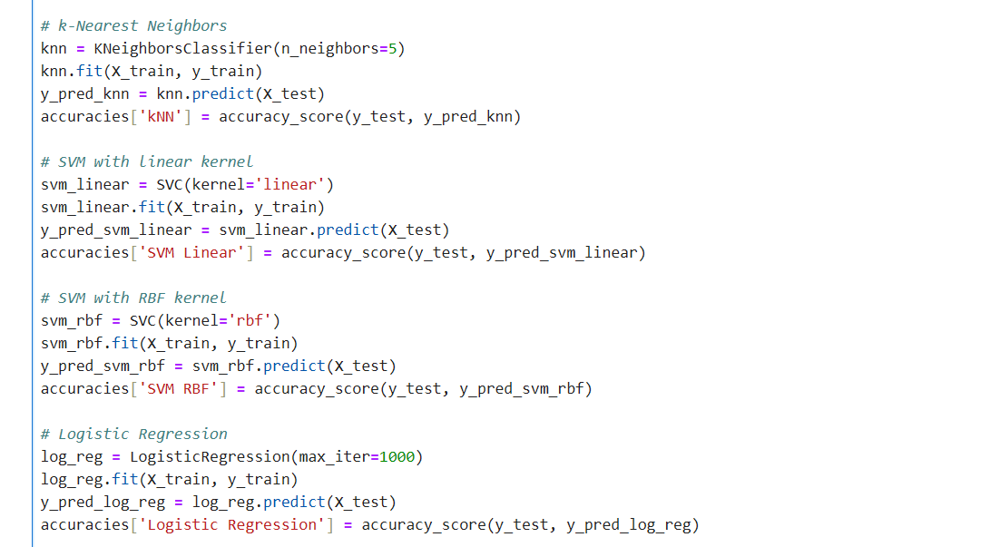 # k-Nearest Neighbors
knn = KNeighborsClassifier(n_neighbors=5)
knn.fit(X_train, y_train)
y_pred_knn = knn.predict(X_test)
accuracies['kNN'] = accuracy_score(y_test, y_pred_knn)
# SVM with linear kernel
svm_linear = SVC(kernel='linear')
svm_linear.fit(X_train, y_train)
y_pred_svm_linear = svm_linear.predict(X_test)
accuracies['SVM Linear'] = accuracy_score(y_test, y_pred_svm_linear)
# SVM with RBF kernel
svm_rbf = SVC(kernel='rbf')
svm_rbf.fit(X_train, y_train)
y_pred_svm_rbf = svm_rbf.predict(X_test)
accuracies['SVM RBF'] = accuracy_score(y_test, y_pred_svm_rbf)
# Logistic Regression
log_reg = LogisticRegression(max_iter=1000)
log_reg.fit(X_train, y_train)
y_pred_log_reg = log_reg.predict(X_test)
accuracies['Logistic Regression'] = accuracy_score(y_test, y_pred_log_reg)